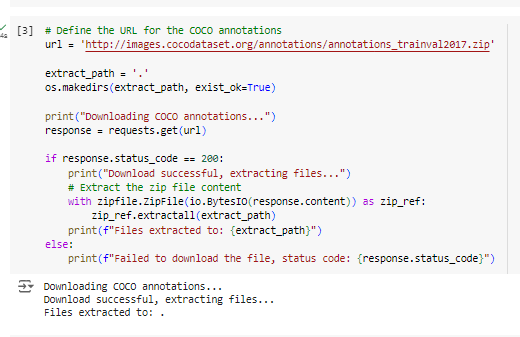 [3] # Define the URL for the COCO annotations
url = 'http://images.cocodataset.org/annotations/annotations_trainval2017.zip'
extract_path = '.'
os.makedirs(extract_path, exist_ok=True)
print("Downloading COCO annotations...")
response = requests.get(url)
if response.status_code == 200:
    print("Download successful, extracting files...")
    # Extract the zip file content
    with zipfile.ZipFile(io.BytesIO(response.content)) as zip_ref:
        zip_ref.extractall(extract_path)
    print(f"Files extracted to: {extract_path}")
else:
    print(f"Failed to download the file, status code: {response.status_code}")
Downloading COCO annotations...
Download successful, extracting files...
Files extracted to: .